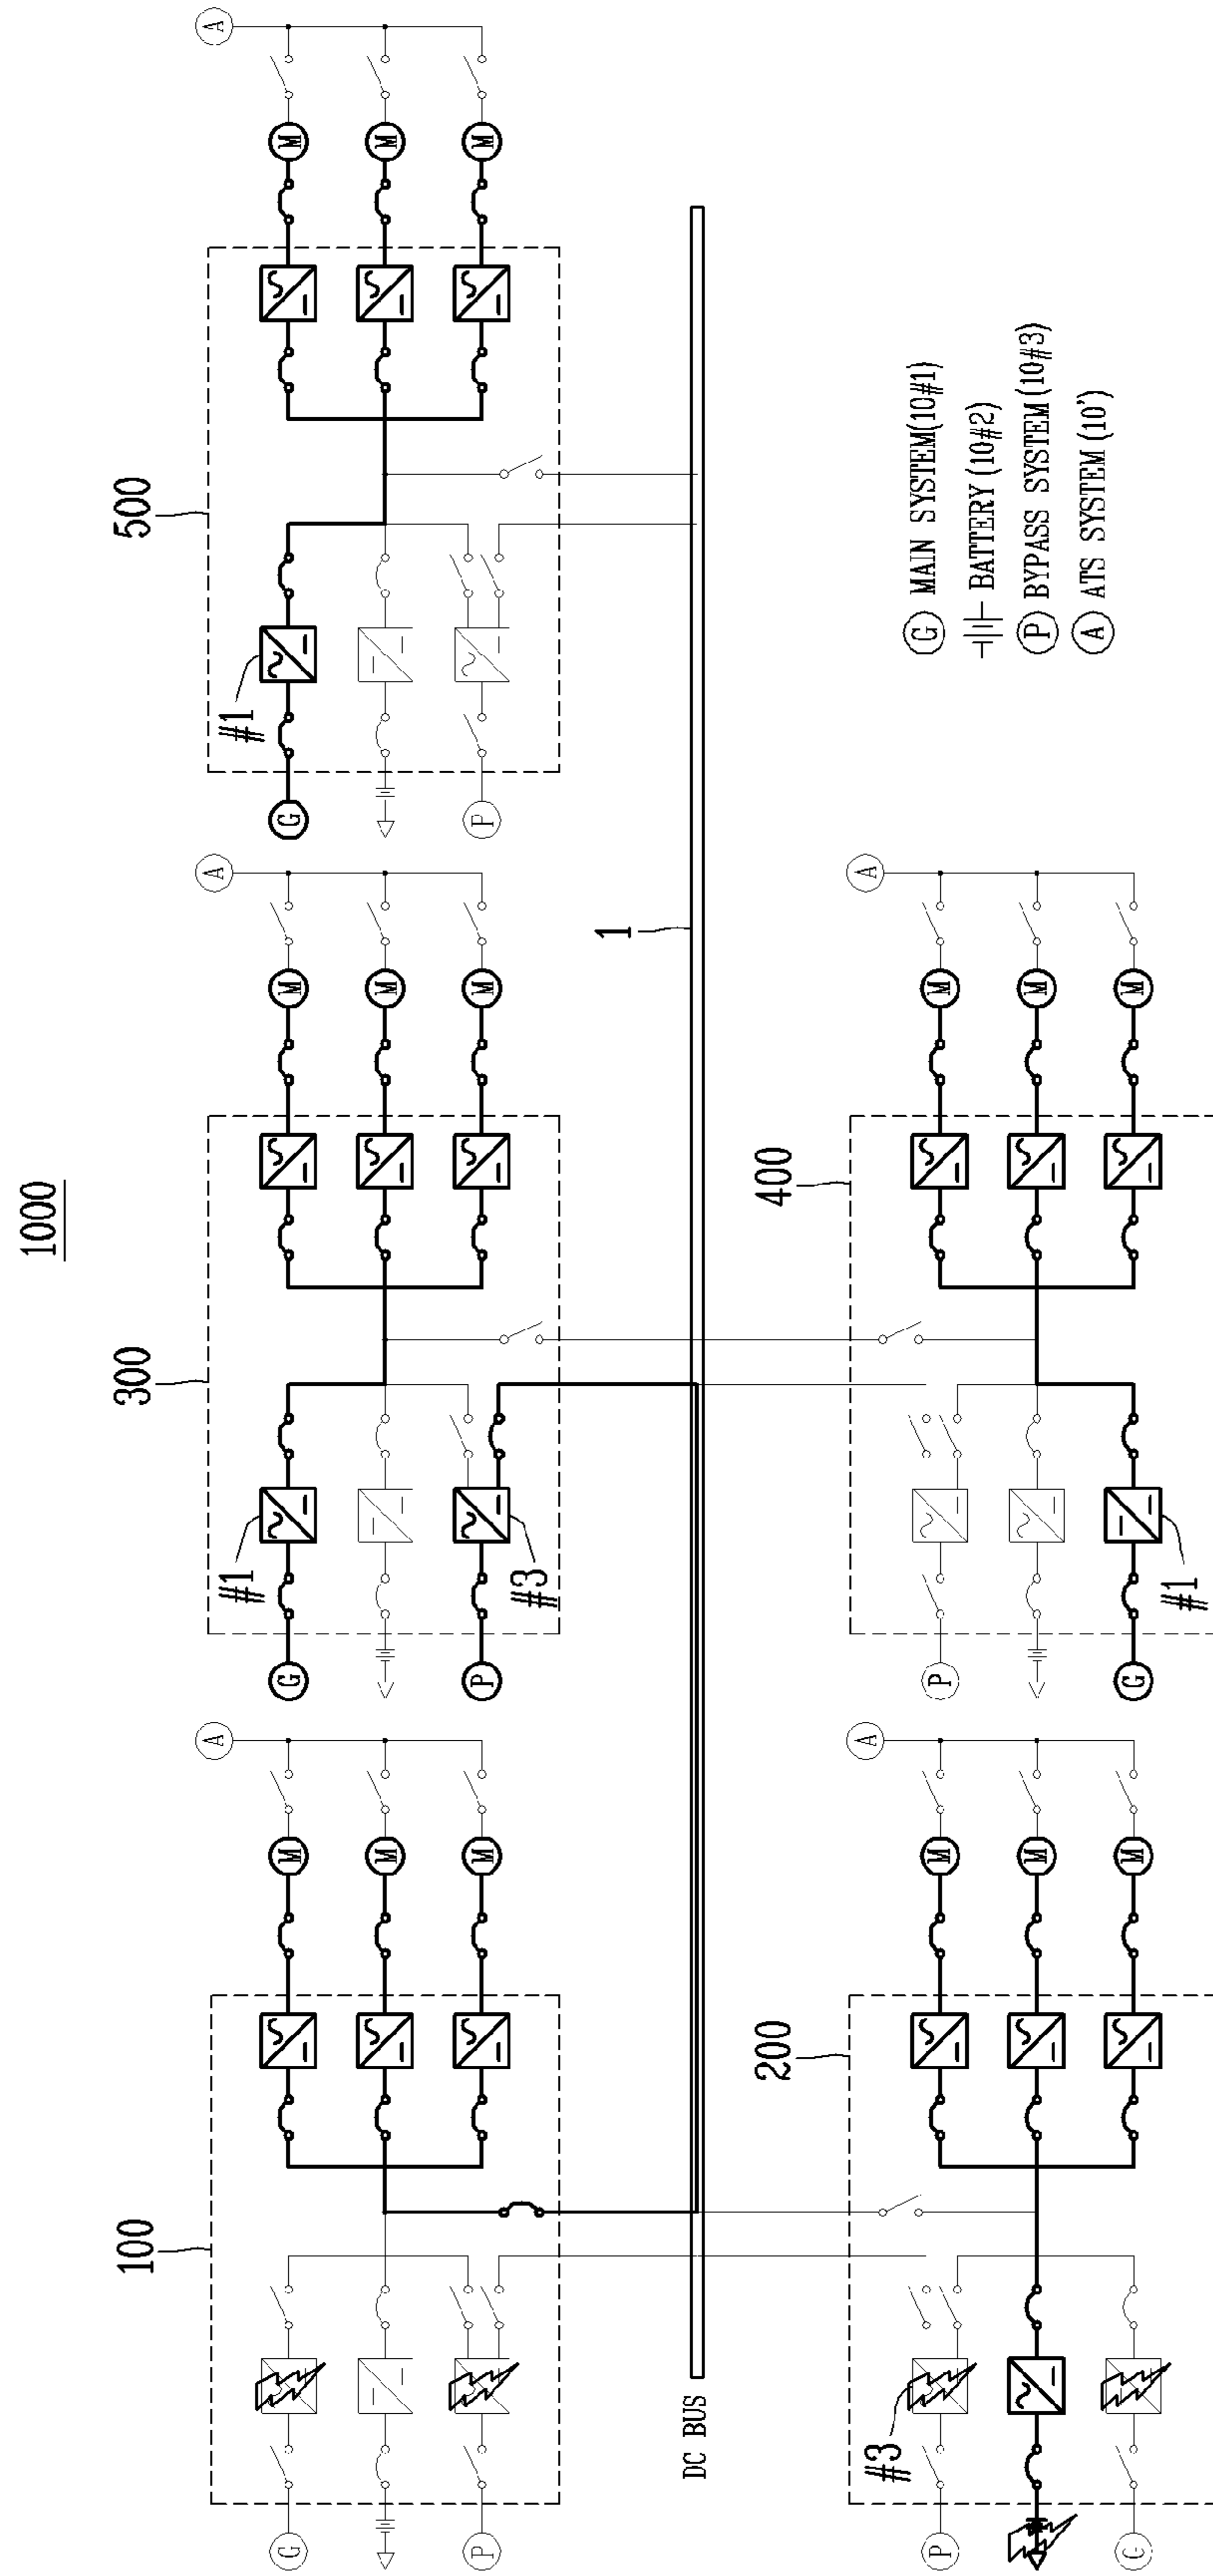 1000
100
300
500
A
A
A
#1
#1
G M G M G M
M M M
P M P M P M
#3
1
DC BUS
200
400
A
A
#3
P M P M
M M
G M G M
#1
G MAIN SYSTEM(10#1)
BATTERY (10#2)
P BYPASS SYSTEM (10#3)
A ATS SYSTEM (10')